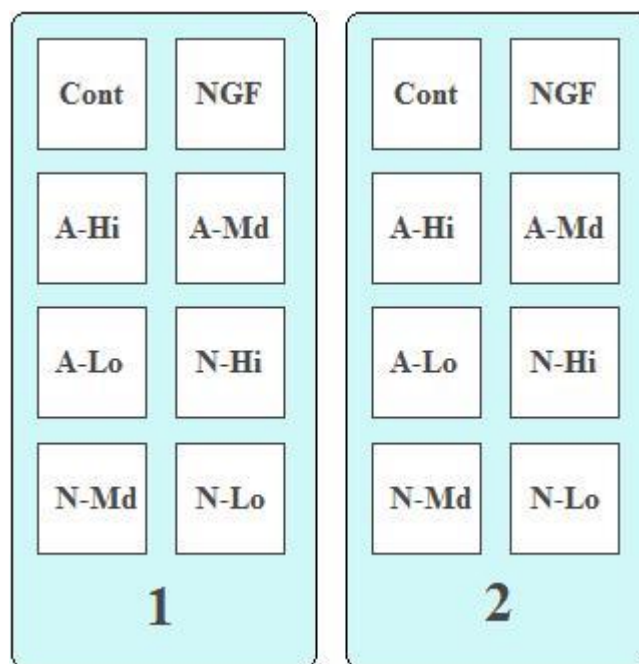 Cont NGF
A-Hi A-Md
A-Lo N-Hi
N-Md N-Lo
1
Cont NGF
A-Hi A-Md
A-Lo N-Hi
N-Md N-Lo
2